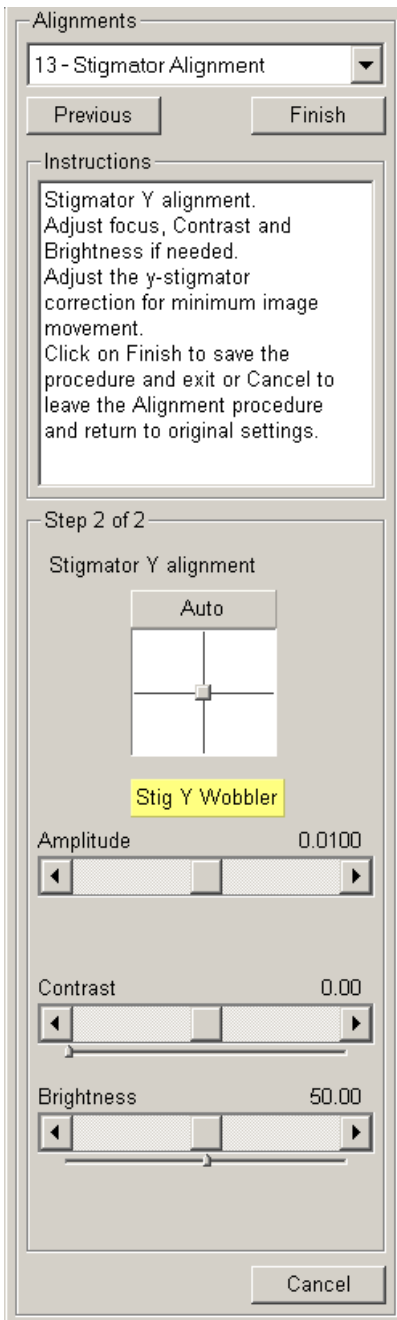 Alignments
13 - Stigmator Alignment
Previous
Finish
Instructions
Stigmator Y alignment.
Adjust focus, Contrast and
Brightness if needed.
Adjust the y-stigmator
correction for minimum image
movement.
Click on Finish to save the
procedure and exit or Cancel to
leave the Alignment procedure
and return to original settings.
Step 2 of 2
Stigmator Y alignment
Auto
Stig Y Wobbler
Amplitude 0.0100
Contrast 0.00
Brightness 50.00
Cancel